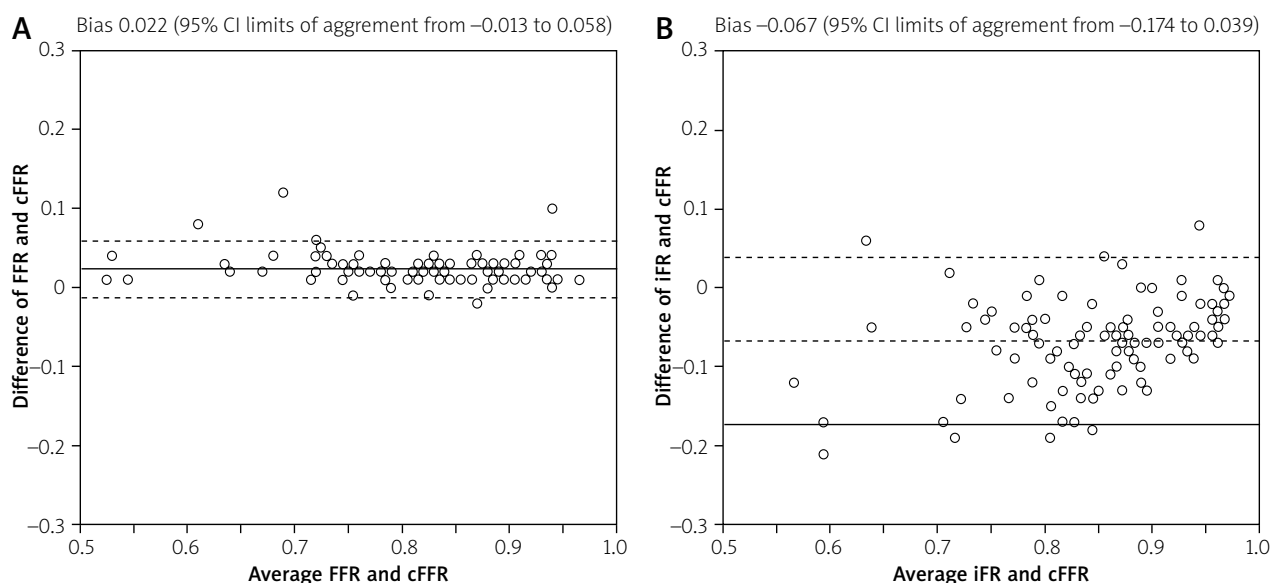 A Bias 0.022 (95% CI limits of aggrement from –0.013 to 0.058)
0.3
0.2
0.1
0
–0.1
–0.2
–0.3
0.5 0.6 0.7 0.8 0.9 1.0
Difference of FFR and cFFR
Average FFR and cFFR
B Bias –0.067 (95% CI limits of aggrement from –0.174 to 0.039)
0.3
0.2
0.1
0
–0.1
–0.2
–0.3
0.5 0.6 0.7 0.8 0.9 1.0
Difference of iFR and cFFR
Average iFR and cFFR